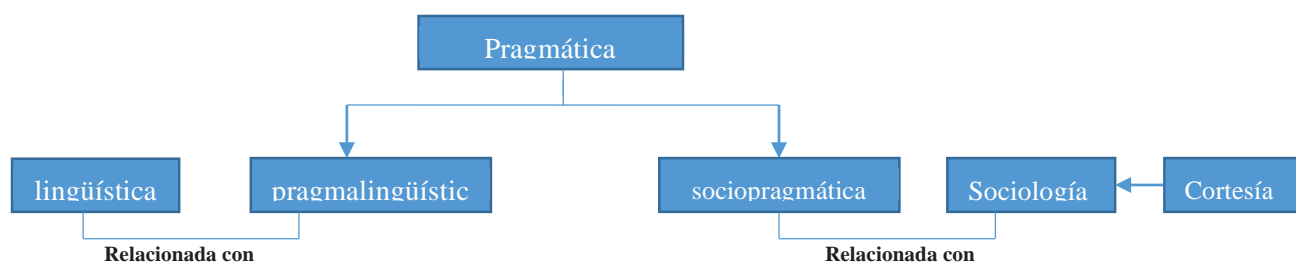 Pragmática
lingüística
pragmalingüístic
sociopragmática
Sociología
Cortesía
Relacionada con
Relacionada con